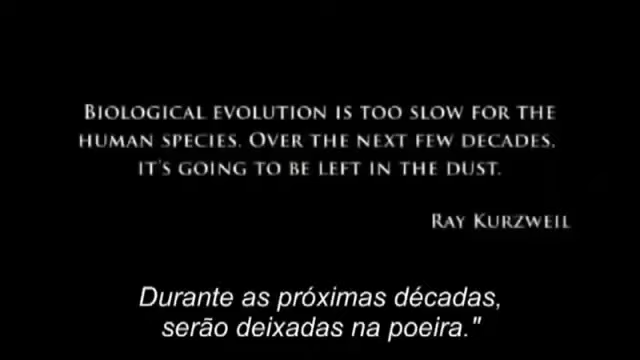 BIOLOGICAL EVOLUTION IS TOO SLOW FOR THE
HUMAN SPECIES. OVER THE NEXT FEW DECADES,
IT'S GOING TO BE LEFT IN THE DUST.
RAY KURZWEIL
Durante as próximas décadas,
serão deixadas na poeira."